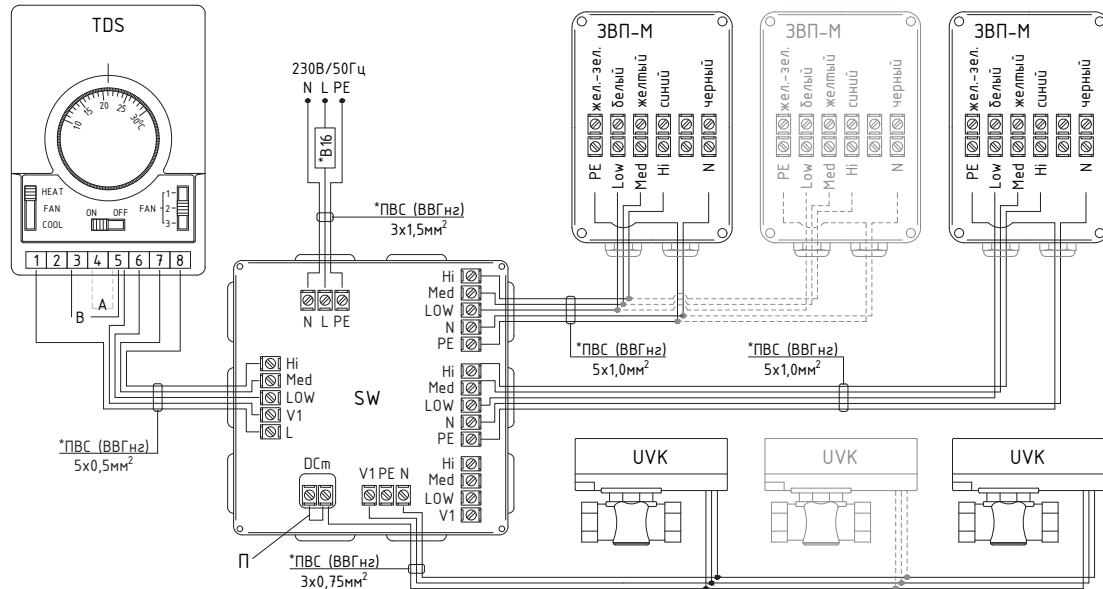 TDS
10
15
20
25
30°C
HEAT
FAN
COOL
ON OFF
FAN
1
2
3
1 2 3 4 5 6 7 8
A
B
230В/50Гц
N L PE
*В16
*ПВС (ВВГнг)
3x1,5мм²
N L PE
SW
Hi
Med
LOW
V1
L
*ПВС (ВВГнг)
5x0,5мм²
DCm
П
V1 PE N
*ПВС (ВВГнг)
3x0,75мм²
Hi
Med
LOW
N
PE
Hi
Med
LOW
N
PE
Hi
Med
LOW
V1
*ПВС (ВВГнг)
5x1,0мм²
*ПВС (ВВГнг)
5x1,0мм²
ЗВП-М
жел.-зел.
белый
желтый
синий
черный
PE
Low
Med
Hi
N
ЗВП-М
жел.-зел.
белый
желтый
синий
черный
PE
Low
Med
Hi
N
ЗВП-М
жел.-зел.
белый
желтый
синий
черный
PE
Low
Med
Hi
N
UVK
UVK
UVK